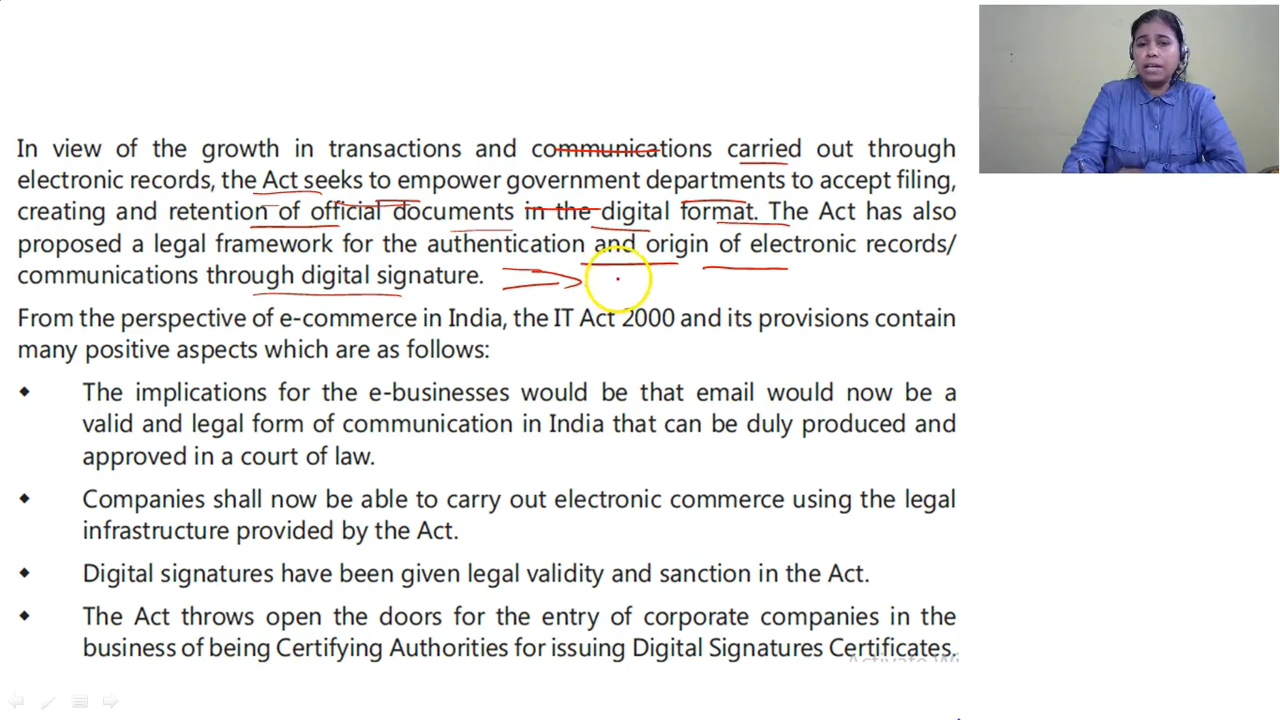 In view of the growth in transactions and communications carried out through
electronic records, the Act seeks to empower government departments to accept filing,
creating and retention of official documents in the digital format. The Act has also
proposed a legal framework for the authentication and origin of electronic records/
communications through digital signature.
From the perspective of e-commerce in India, the IT Act 2000 and its provisions contain
many positive aspects which are as follows:
◆ The implications for the e-businesses would be that email would now be a
valid and legal form of communication in India that can be duly produced and
approved in a court of law.
◆ Companies shall now be able to carry out electronic commerce using the legal
infrastructure provided by the Act.
◆ Digital signatures have been given legal validity and sanction in the Act.
◆ The Act throws open the doors for the entry of corporate companies in the
business of being Certifying Authorities for issuing Digital Signatures Certificates.